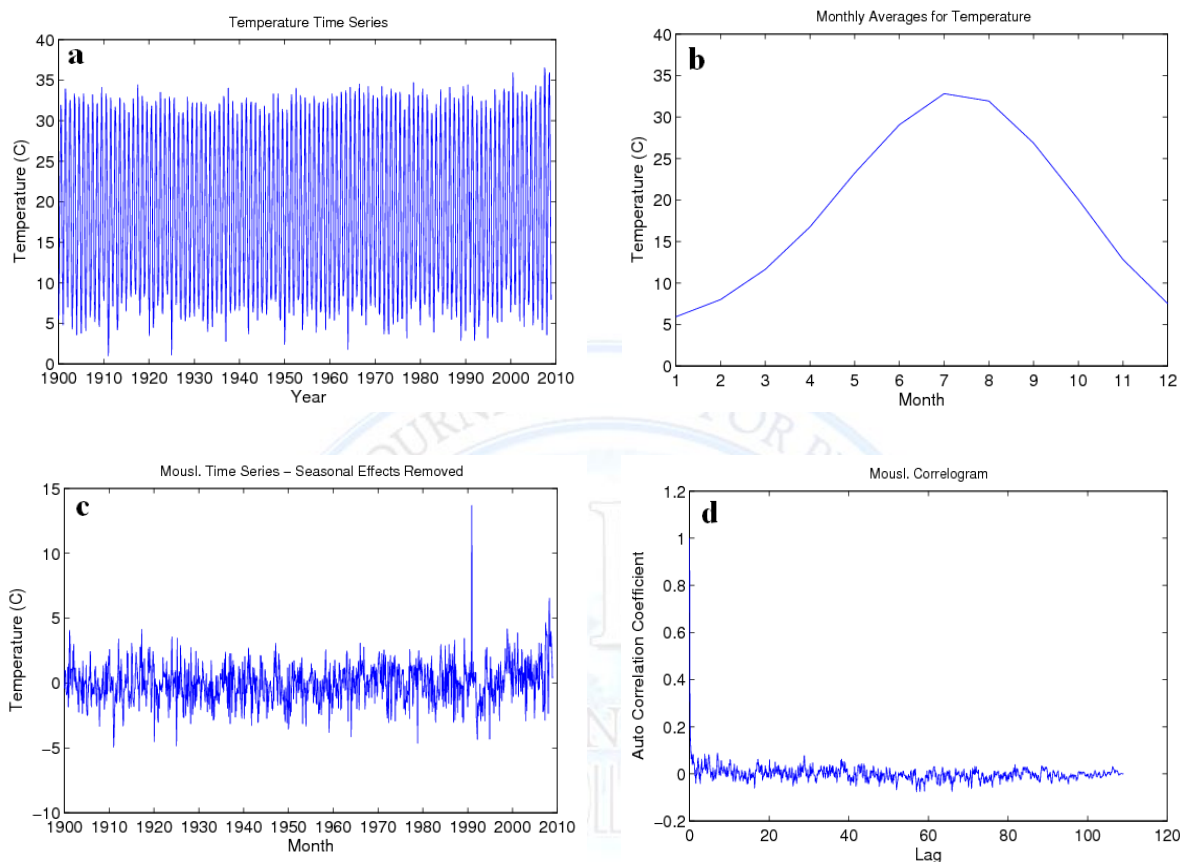 Temperature Time Series
a
40
35
30
25
20
15
10
5
0
Temperature (C)
1900 1910 1920 1930 1940 1950 1960 1970 1980 1990 2000 2010
Year
Monthly Averages for Temperature
b
40
35
30
25
20
15
10
5
0
Temperature (C)
1 2 3 4 5 6 7 8 9 10 11 12
Month
JOURN
FOR P
Mousl. Time Series – Seasonal Effects Removed
c
15
10
5
0
−5
−10
Temperature (C)
1900 1910 1920 1930 1940 1950 1960 1970 1980 1990 2000 2010
Month
Mousl. Correlogram
d
1.2
1
0.8
0.6
0.4
0.2
0
−0.2
Auto Correlation Coefficient
0 20 40 60 80 100 120
Lag